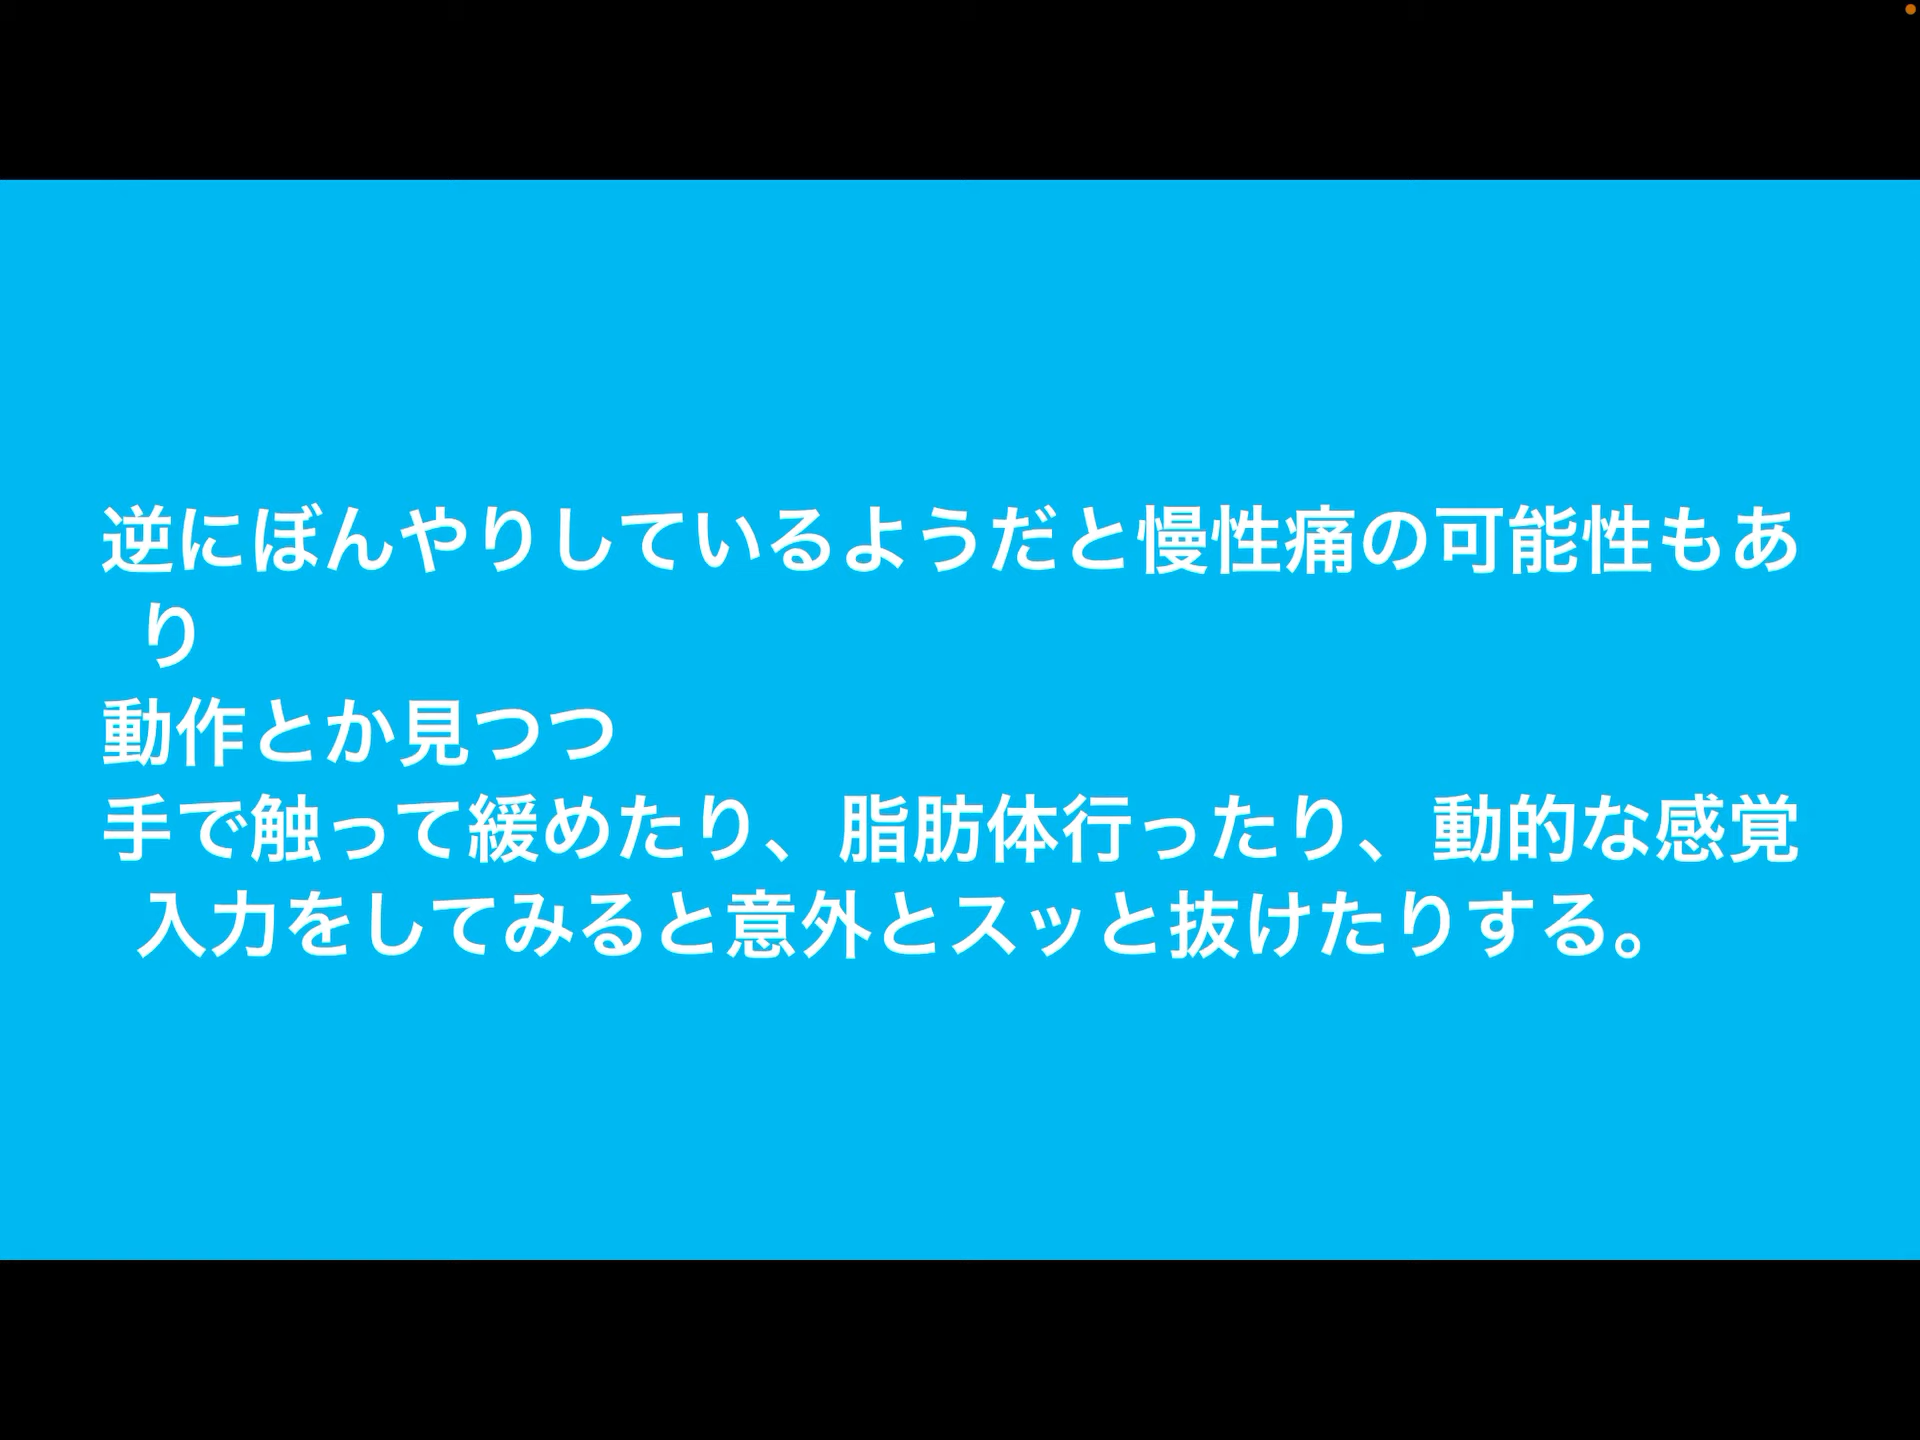 逆にぼんやりしているようだと慢性痛の可能性もあ
り
動作とか見つつ
手で触って緩めたり、脂肪体行ったり、動的な感覚
入力をしてみると意外とスッと抜けたりする。